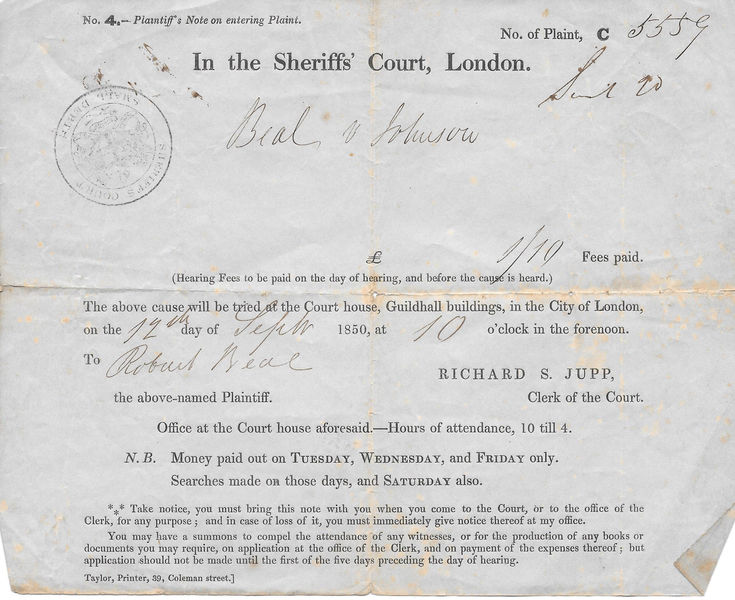 No. 4.— Plaintiff's Note on entering Plaint.
No. of Plaint, C 5559
In the Sheriffs' Court, London.
SHERIFFS COURT
SMALL DEBTS
Beal v Johnson
£ 1/10 Fees paid.
(Hearing Fees to be paid on the day of hearing, and before the cause is heard.)
The above cause will be tried at the Court house, Guildhall buildings, in the City of London,
on the 12th day of Septr 1850, at 10 o'clock in the forenoon.
To Robert Beal
RICHARD S. JUPP,
the above-named Plaintiff. Clerk of the Court.
Office at the Court house aforesaid.—Hours of attendance, 10 till 4.
N.B. Money paid out on TUESDAY, WEDNESDAY, and FRIDAY only.
Searches made on those days, and SATURDAY also.
*** Take notice, you must bring this note with you when you come to the Court, or to the office of the
Clerk, for any purpose; and in case of loss of it, you must immediately give notice thereof at my office.
You may have a summons to compel the attendance of any witnesses, or for the production of any books or
documents you may require, on application at the office of the Clerk, and on payment of the expenses thereof; but
application should not be made until the first of the five days preceding the day of hearing.
Taylor, Printer, 39, Coleman street.]